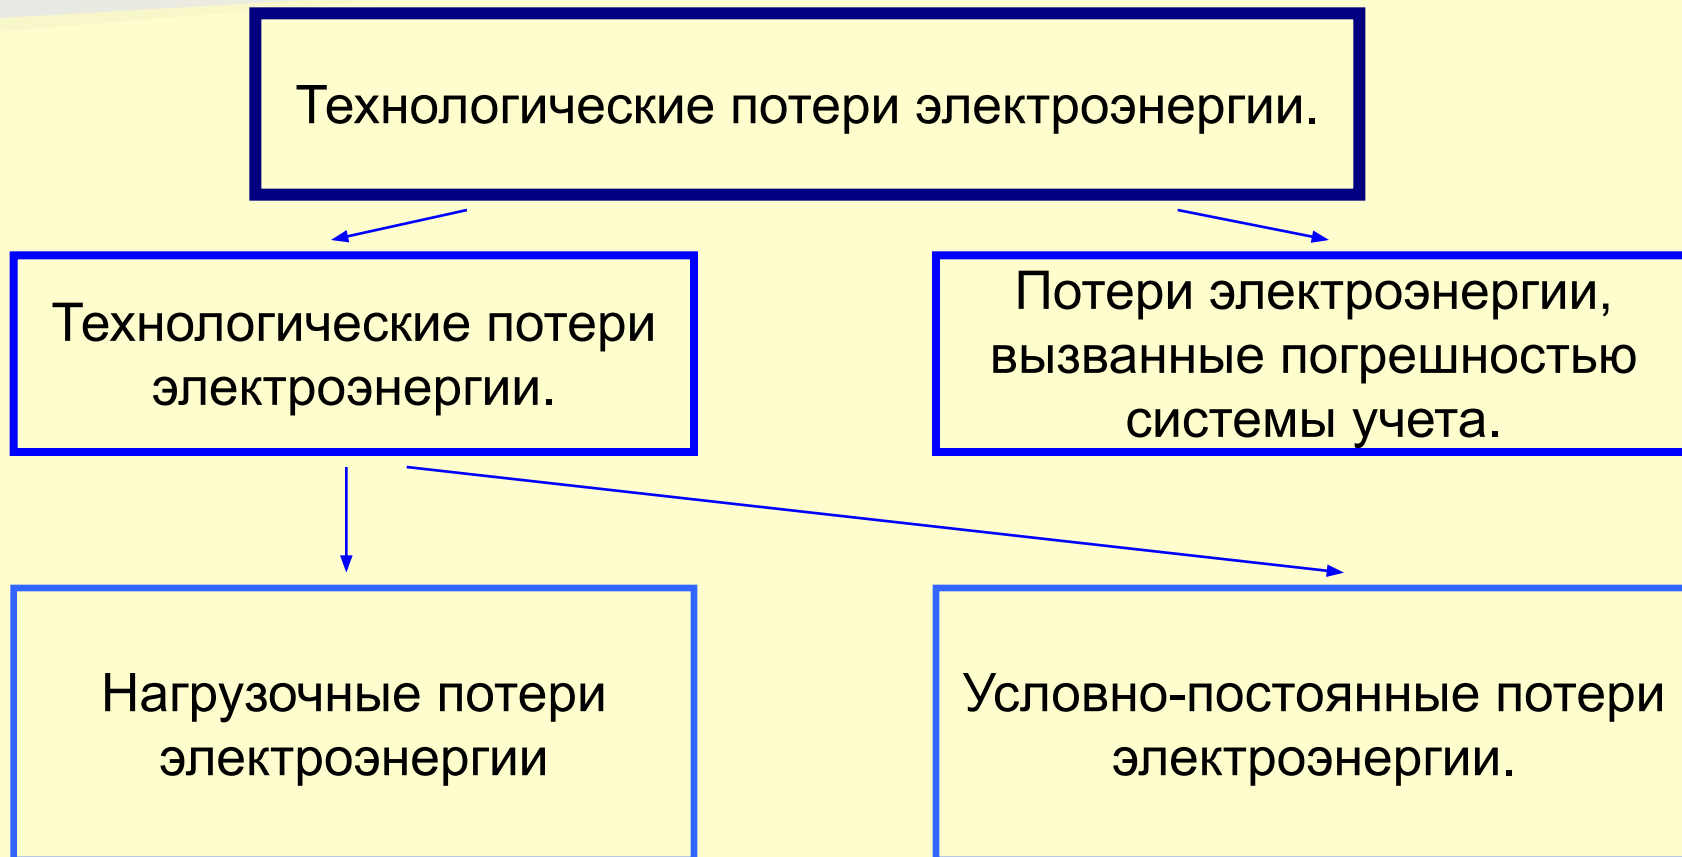 Технологические потери электроэнергии.
Технологические потери
электроэнергии.
Потери электроэнергии,
вызванные погрешностью
системы учета.
Нагрузочные потери
электроэнергии
Условно-постоянные потери
электроэнергии.